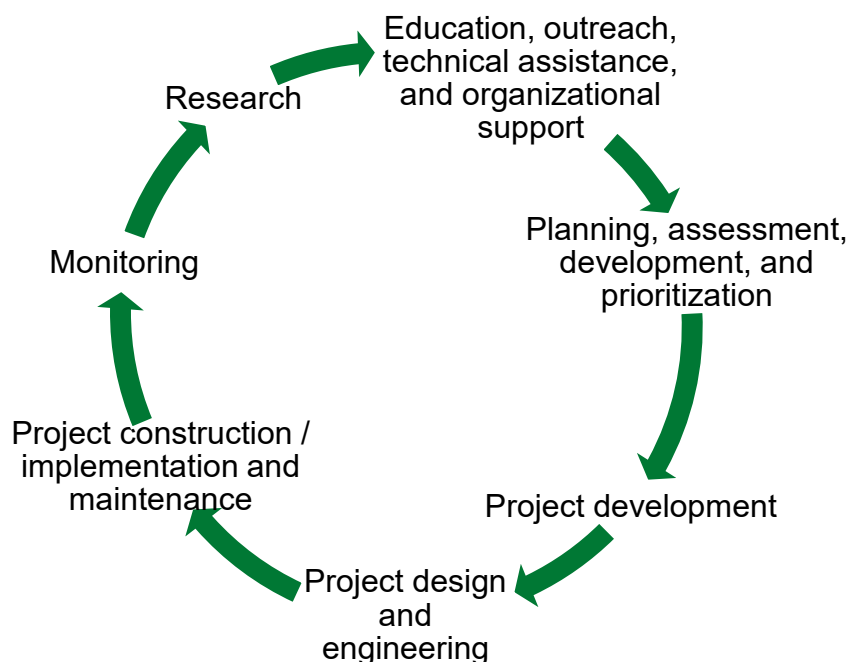 Education, outreach,
technical assistance,
and organizational
support
Planning, assessment,
development, and
prioritization
Project development
Project design
and
engineering
Project construction /
implementation and
maintenance
Monitoring
Research